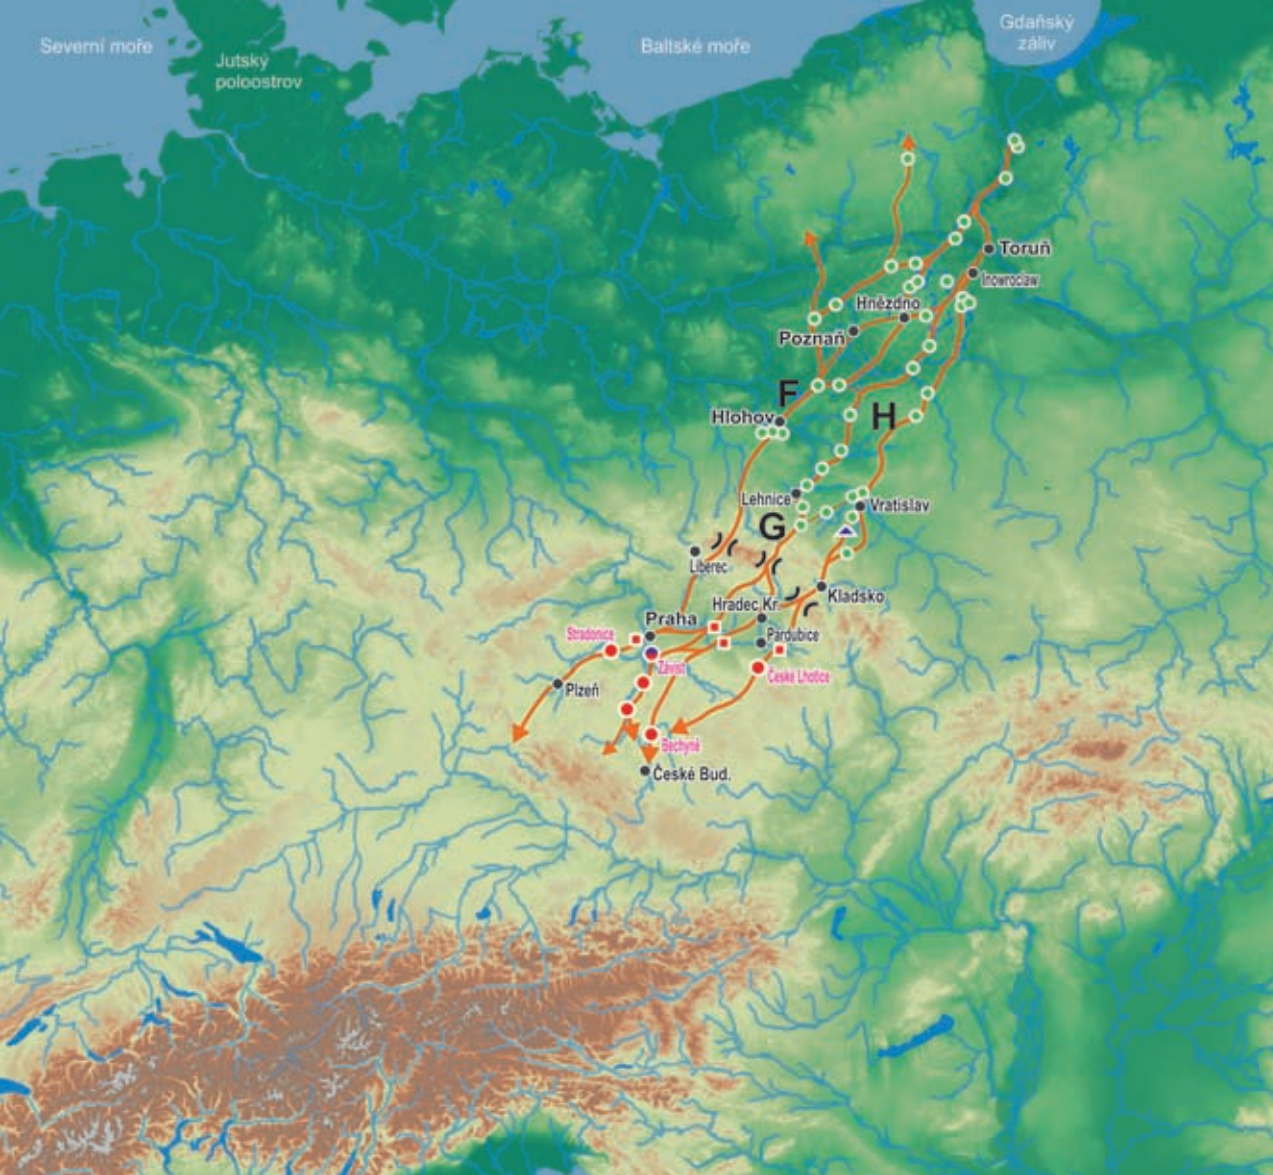 Severní moře
Jutský
poloostrov
Baltské moře
Gdaňský
záliv
Toruň
Inowroclaw
Hnězdno
Poznaň
F
Hlohov
H
Lehnice
Vratislav
G
Liberec
Kladsko
Hradec Kr.
Praha
Stradonice
Pardubice
Závist
České Lhotice
Plzeň
Bechyně
České Bud.